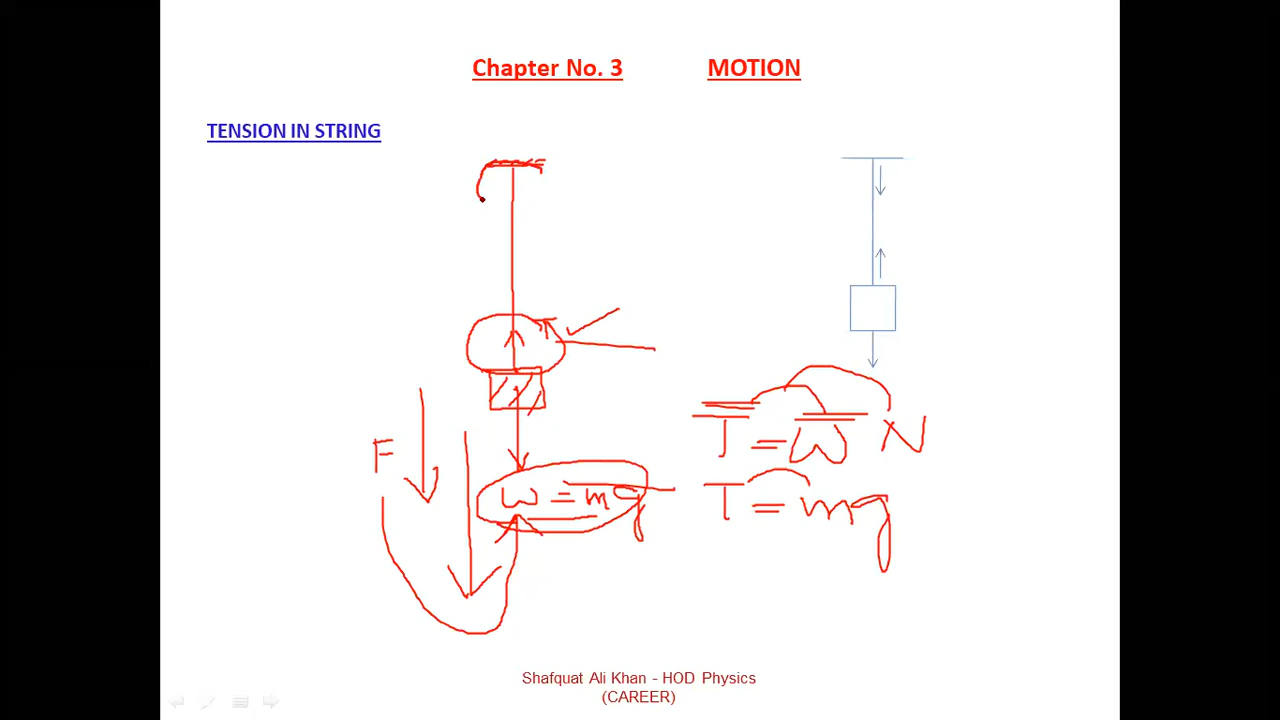 Chapter No. 3 MOTION
TENSION IN STRING
T
F
W = mg
T = W N
T = mg
Shafquat Ali Khan - HOD Physics
(CAREER)